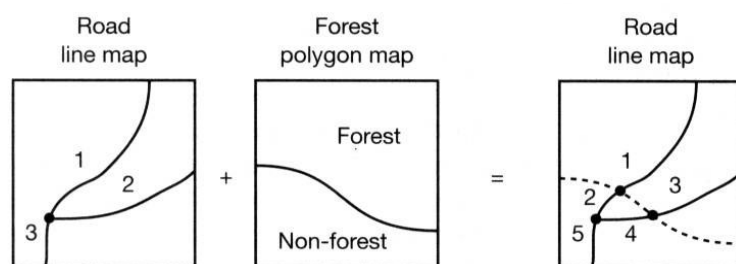 Road
line map
Forest
polygon map
Road
line map
1
2
3
+
Forest
Non-forest
=
1
2
3
4
5